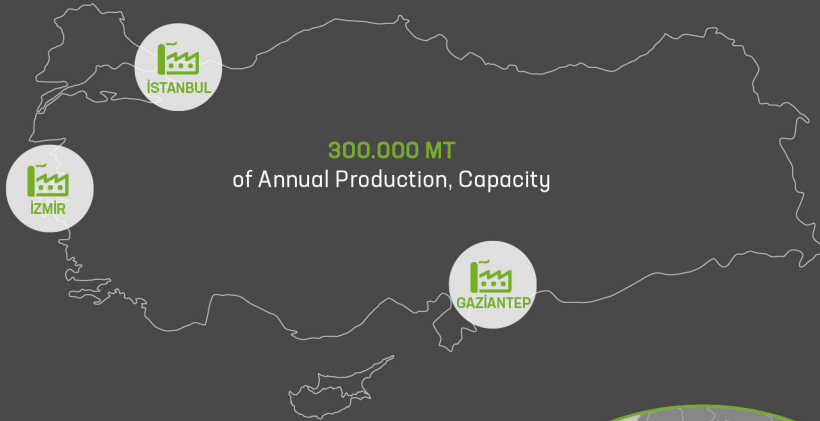 İSTANBUL
300.000 MT
of Annual Production, Capacity
İZMİR
GAZİANTEP